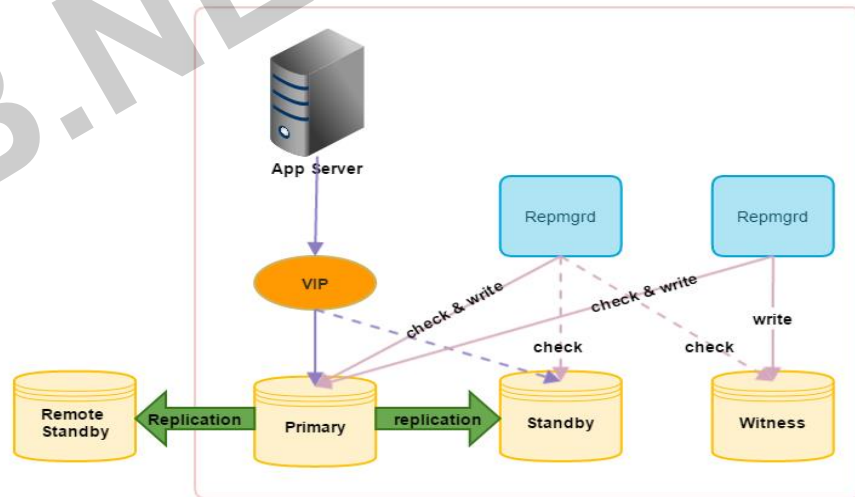 B.NE
App Server
Repmgrd
Repmgrd
VIP
check & write
check & write
write
check
check
Remote
Standby
Replication
Primary
replication
Standby
Witness